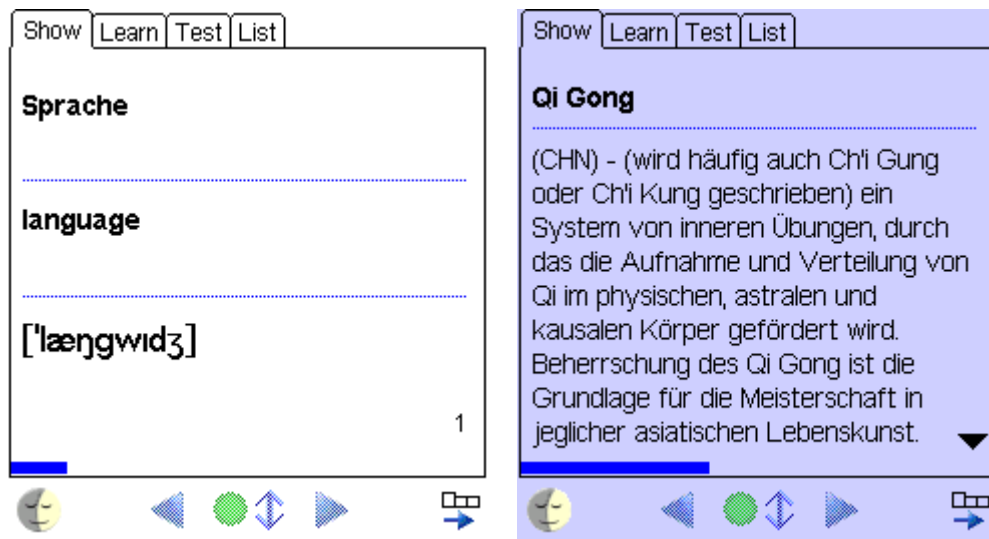 Show Learn Test List
Sprache
language
['læŋgwıdʒ]
1
Show Learn Test List
Qi Gong
(CHN) - (wird häufig auch Ch'i Gung
oder Ch'i Kung geschrieben) ein
System von inneren Übungen, durch
das die Aufnahme und Verteilung von
Qi im physischen, astralen und
kausalen Körper gefördert wird.
Beherrschung des Qi Gong ist die
Grundlage für die Meisterschaft in
jeglicher asiatischen Lebenskunst.